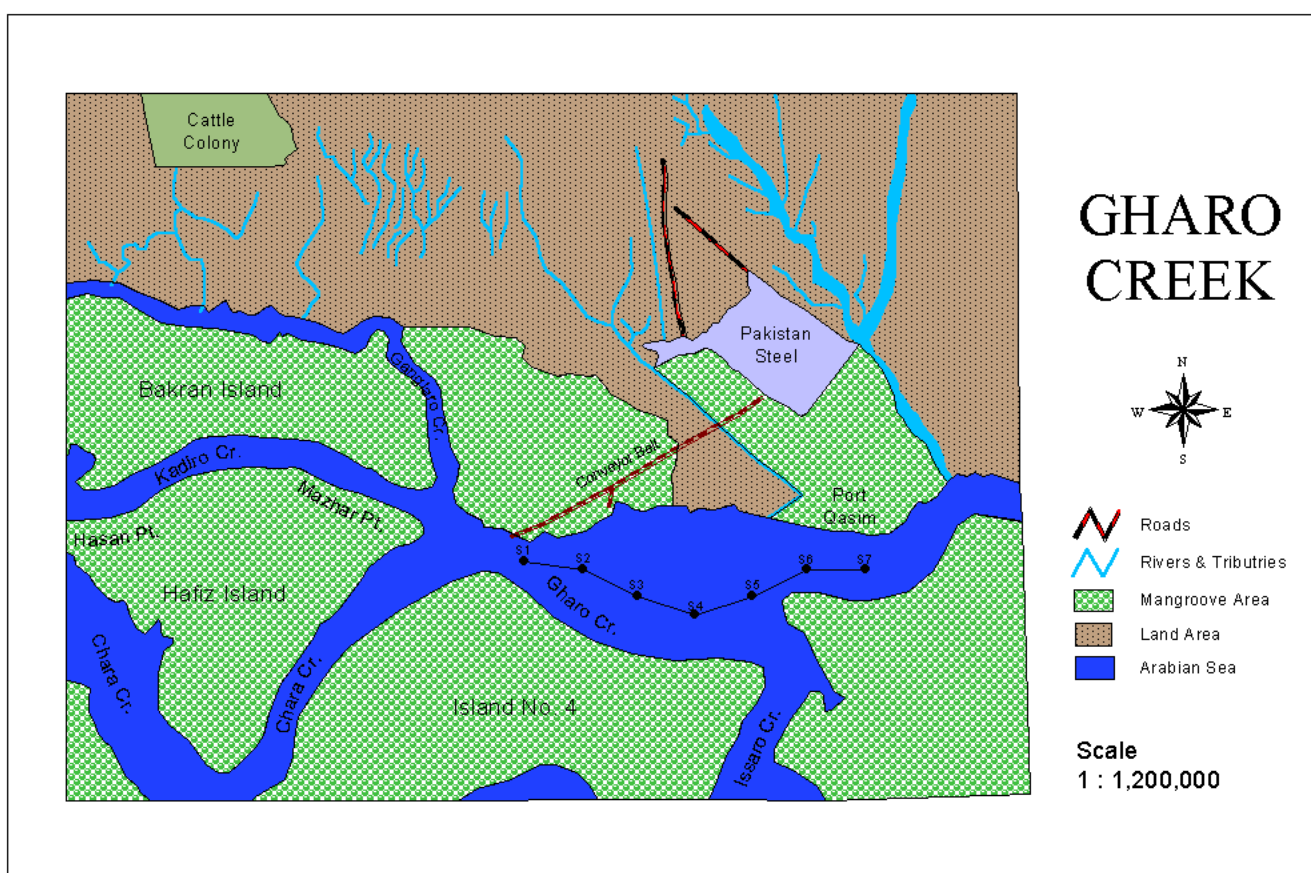 Cattle
Colony
GHARO
CREEK
Pakistan
Steel
N
W
E
S
Bakran Island
Gangiaro Cr.
Kadiro Cr.
Mazhar Pt.
Conveyor Balt
Port
Qasim
Hasan Pt.
Hafiz Island
S1
S2
S3
S4
S5
S6
S7
Gharo Cr.
Chara Cr.
Chara Cr.
Island No. 4
Issaro Cr.
Roads
Rivers & Tributries
Mangroove Area
Land Area
Arabian Sea
Scale
1 : 1,200,000